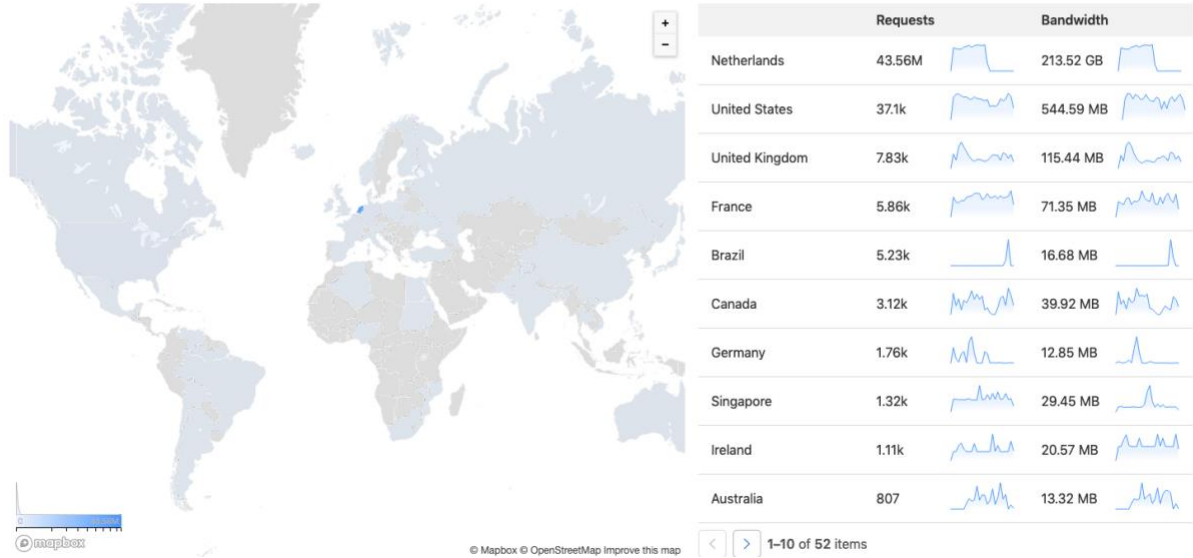 +
−
Requests Bandwidth
Netherlands 43.56M 213.52 GB
United States 37.1k 544.59 MB
United Kingdom 7.83k 115.44 MB
France 5.86k 71.35 MB
Brazil 5.23k 16.68 MB
Canada 3.12k 39.92 MB
Germany 1.76k 12.85 MB
Singapore 1.32k 29.45 MB
Ireland 1.11k 20.57 MB
Australia 807 13.32 MB
0
mapbox
© Mapbox © OpenStreetMap Improve this map
< > 1–10 of 52 items